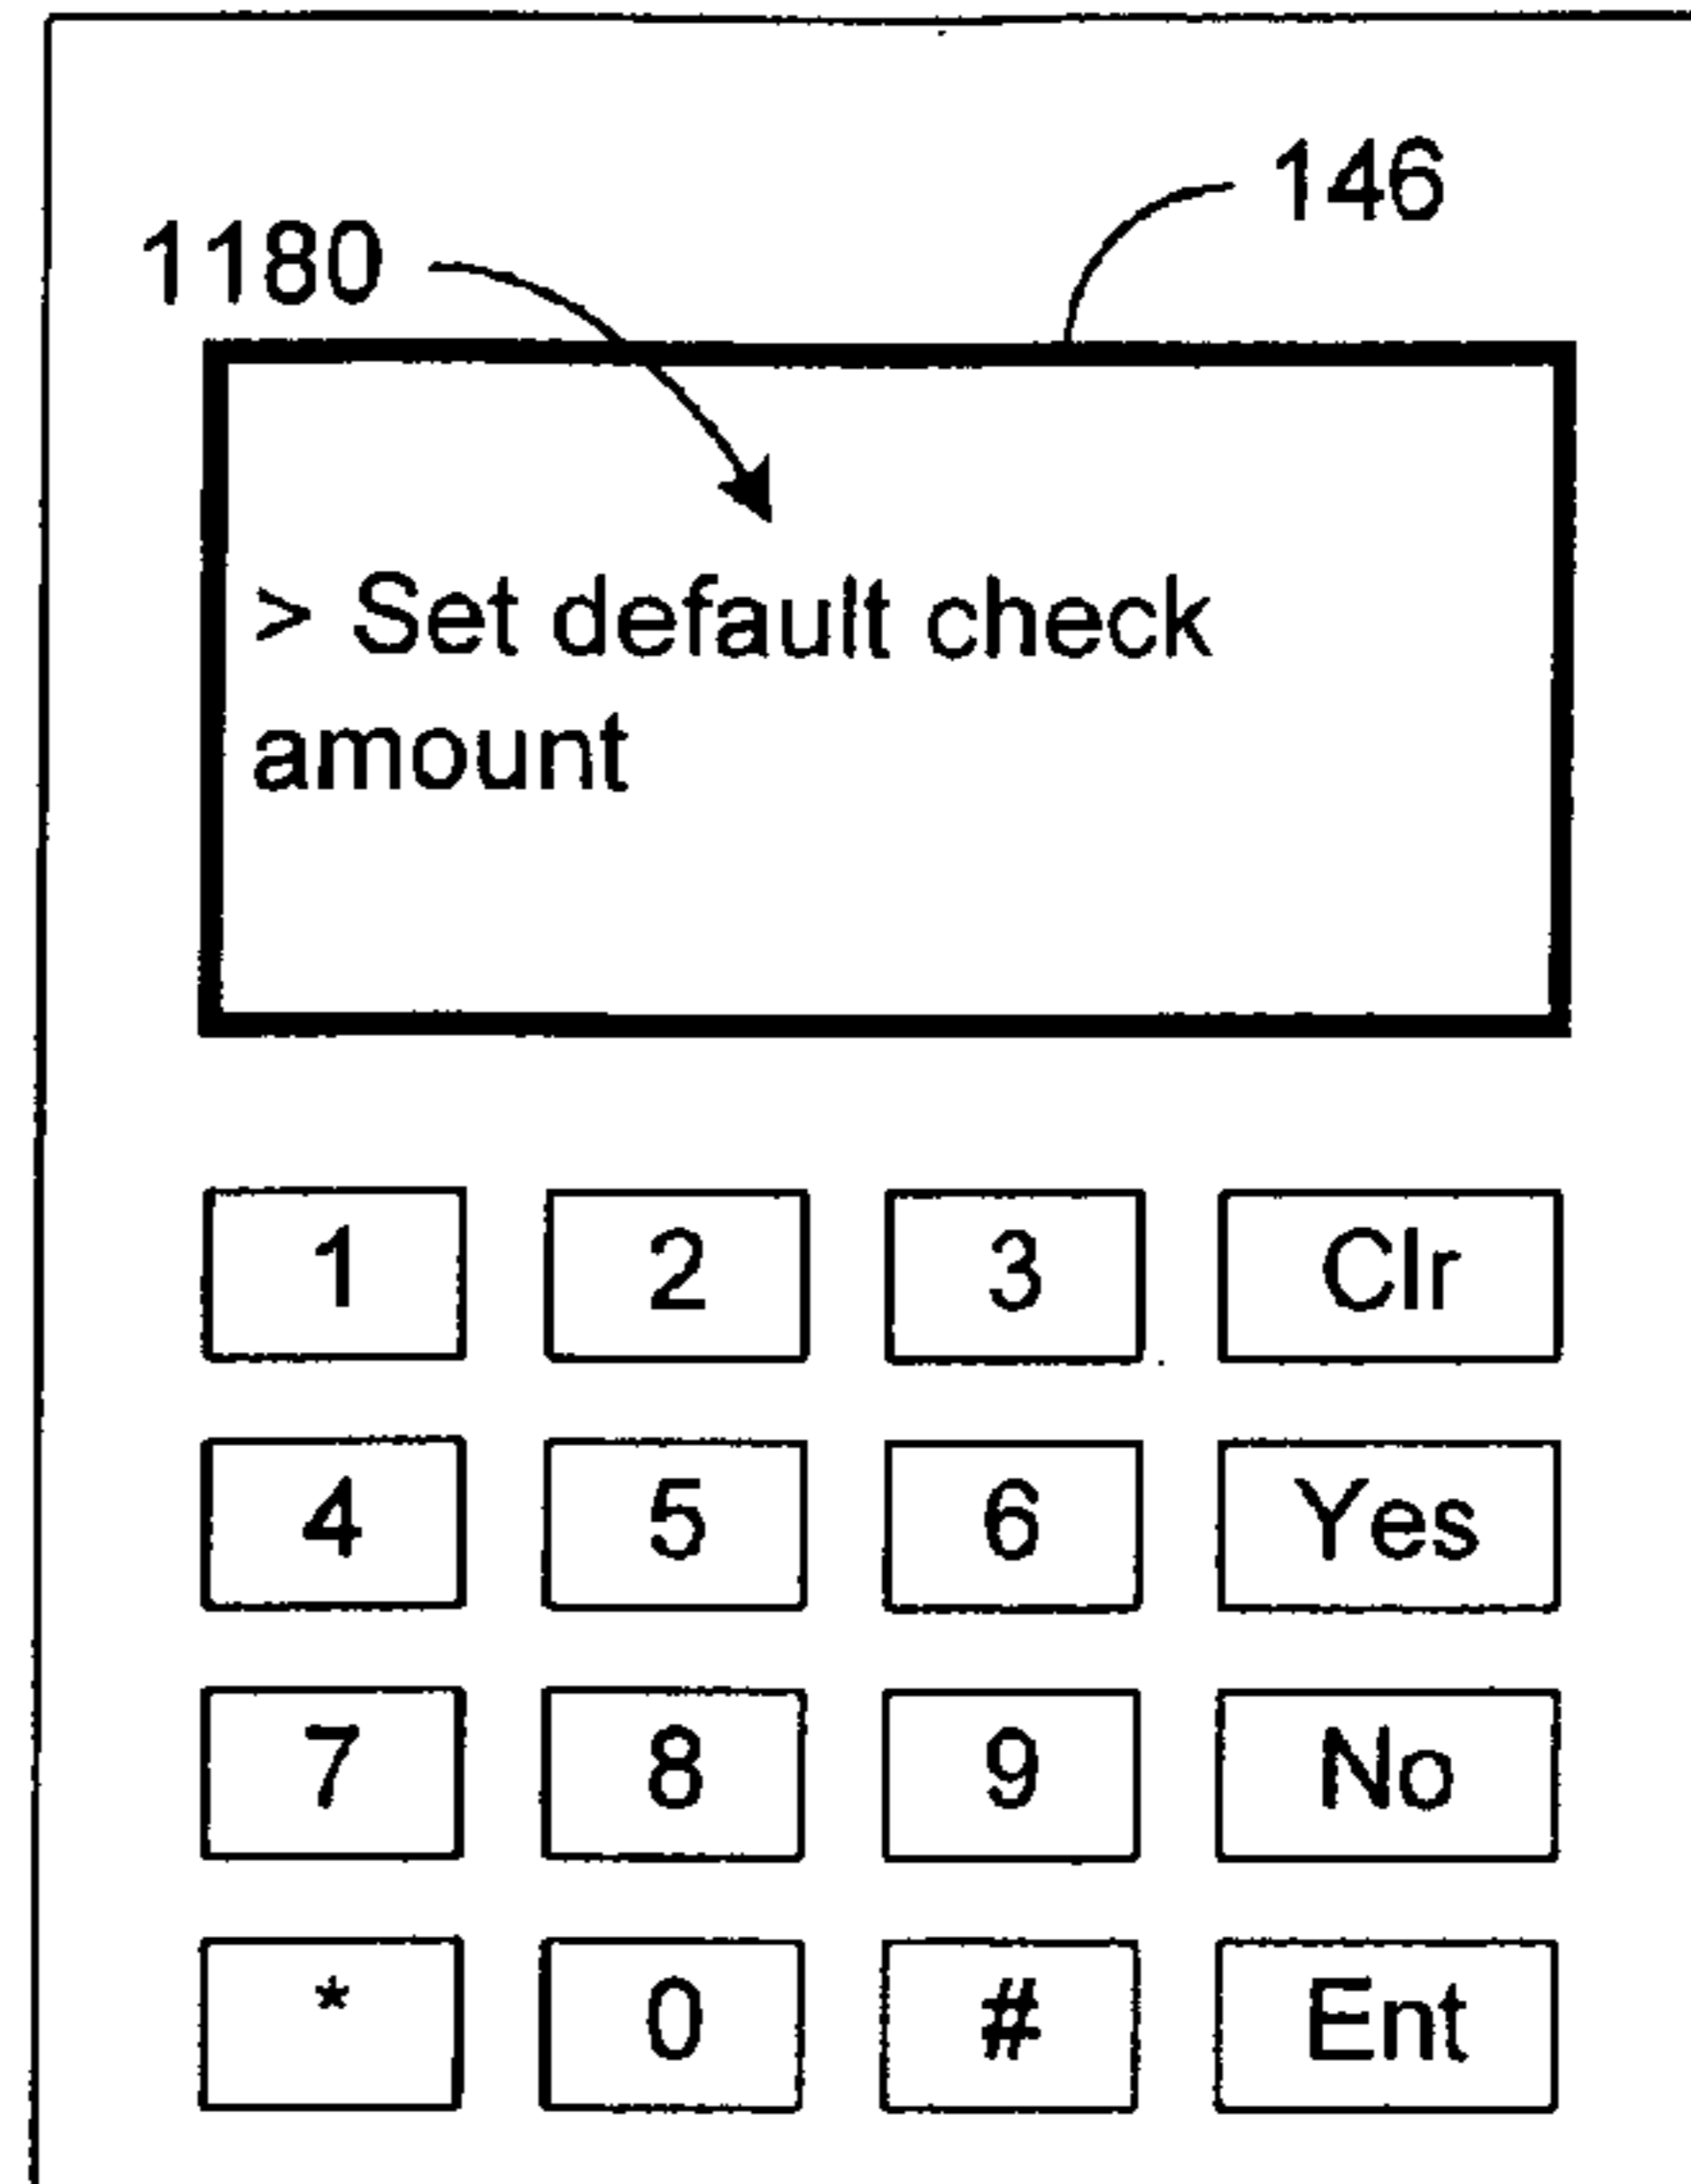 146
1180
> Set default check
amount
1 2 3 Clr
4 5 6 Yes
7 8 9 No
* 0 # Ent